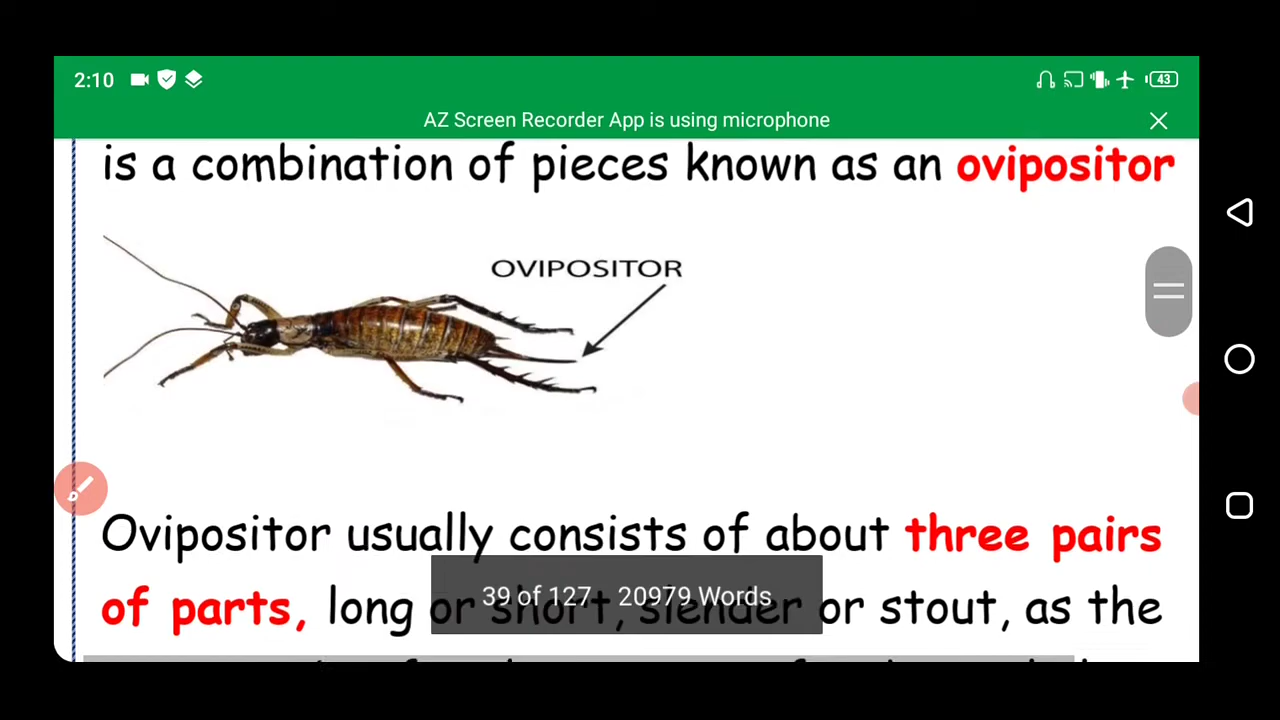 2:10
43
AZ Screen Recorder App is using microphone
is a combination of pieces known as an ovipositor
OVIPOSITOR
Ovipositor usually consists of about three pairs
of parts, long or short, slender or stout, as the
39 of 127 20979 Words